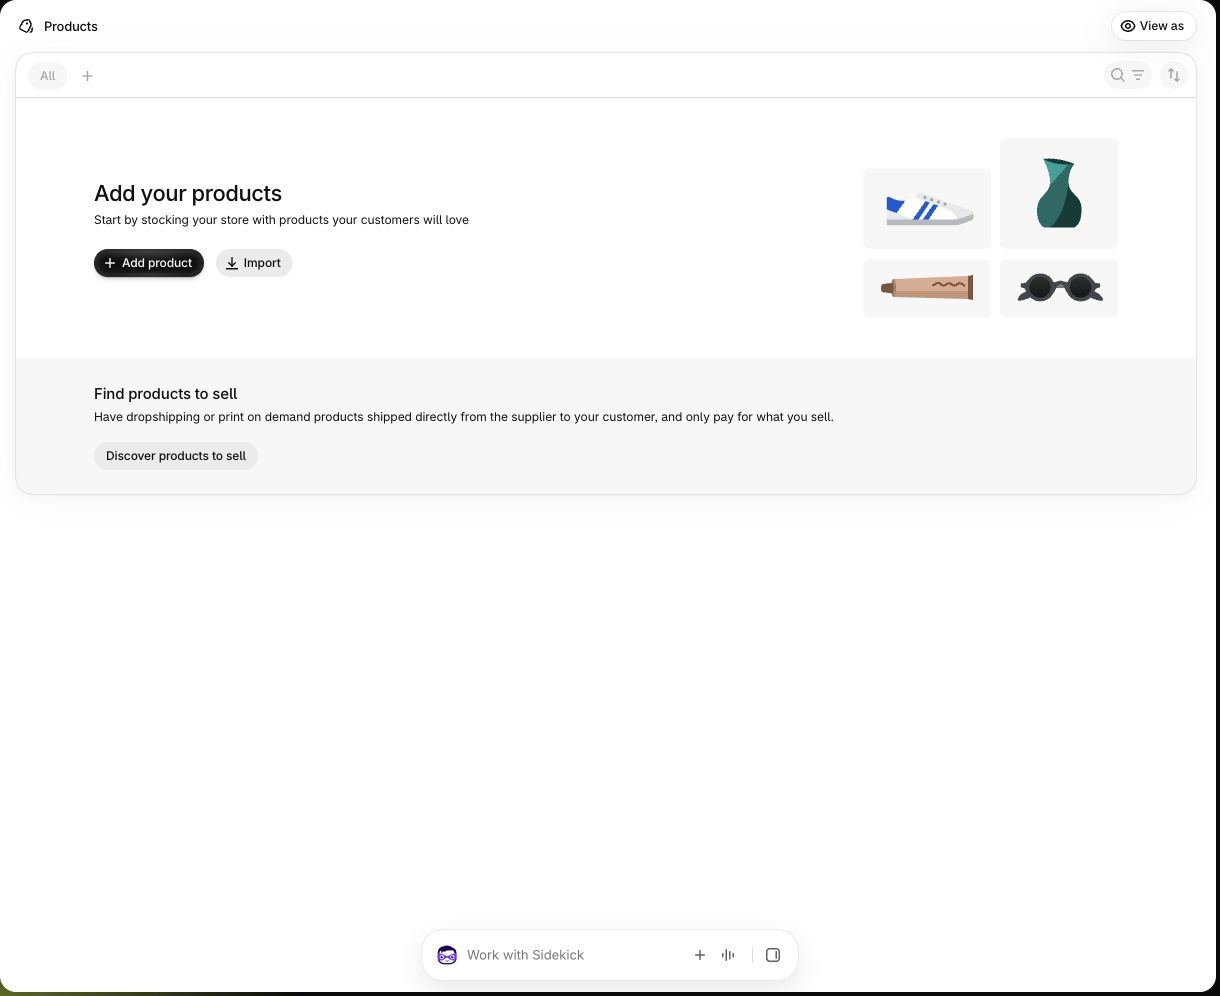 Products
View as
All
Add your products
Start by stocking your store with products your customers will love
Add product
Import
Find products to sell
Have dropshipping or print on demand products shipped directly from the supplier to your customer, and only pay for what you sell.
Discover products to sell
Work with Sidekick